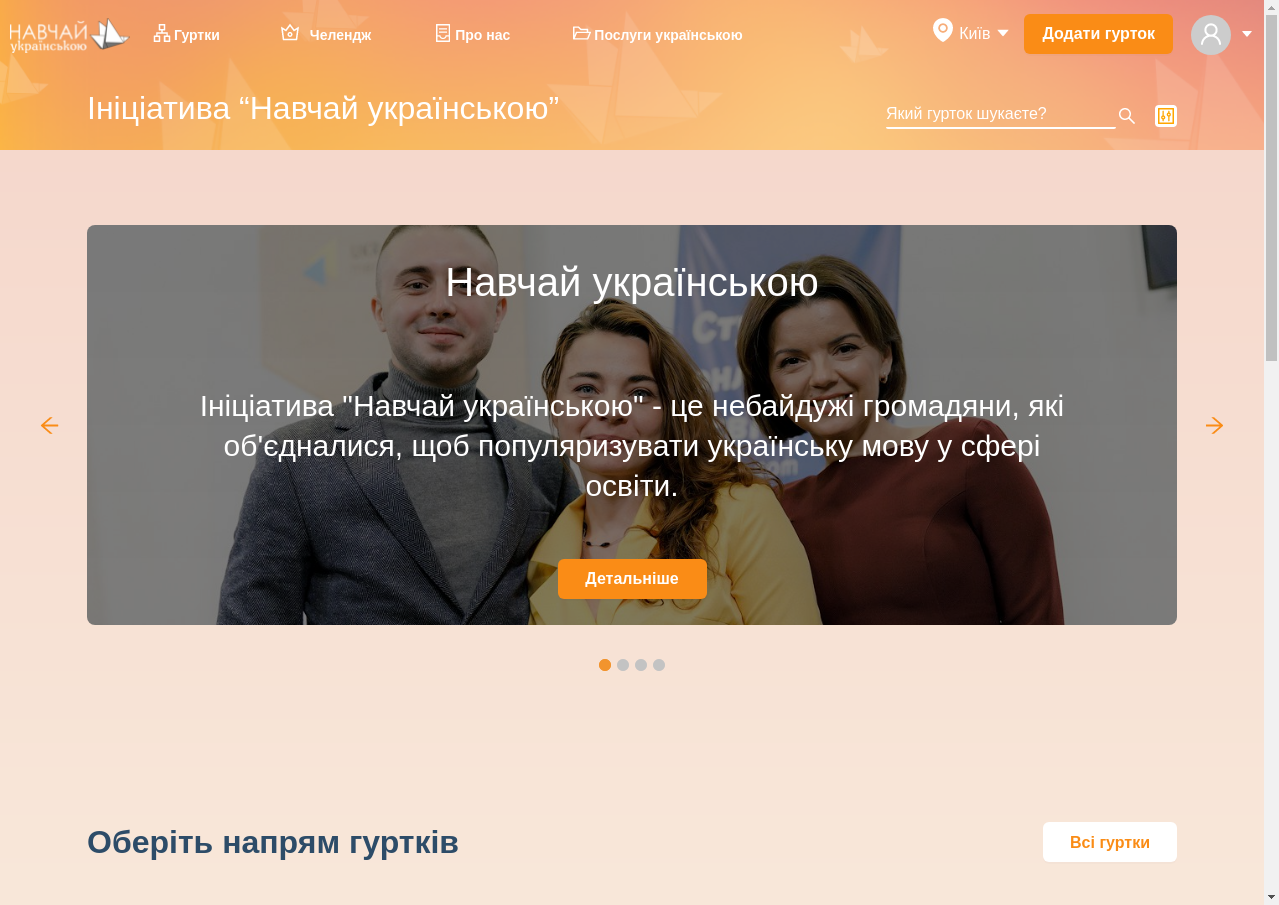 НАВЧАЙ
українською
Гуртки
Челендж
Про нас
Послуги українською
Київ
Додати гурток
Ініціатива “Навчай українською”
Який гурток шукаєте?
Навчай українською
Ініціатива "Навчай українською" - це небайдужі громадяни, які
об'єдналися, щоб популяризувати українську мову у сфері
освіти.
Детальніше
Оберіть напрям гуртків
Всі гуртки